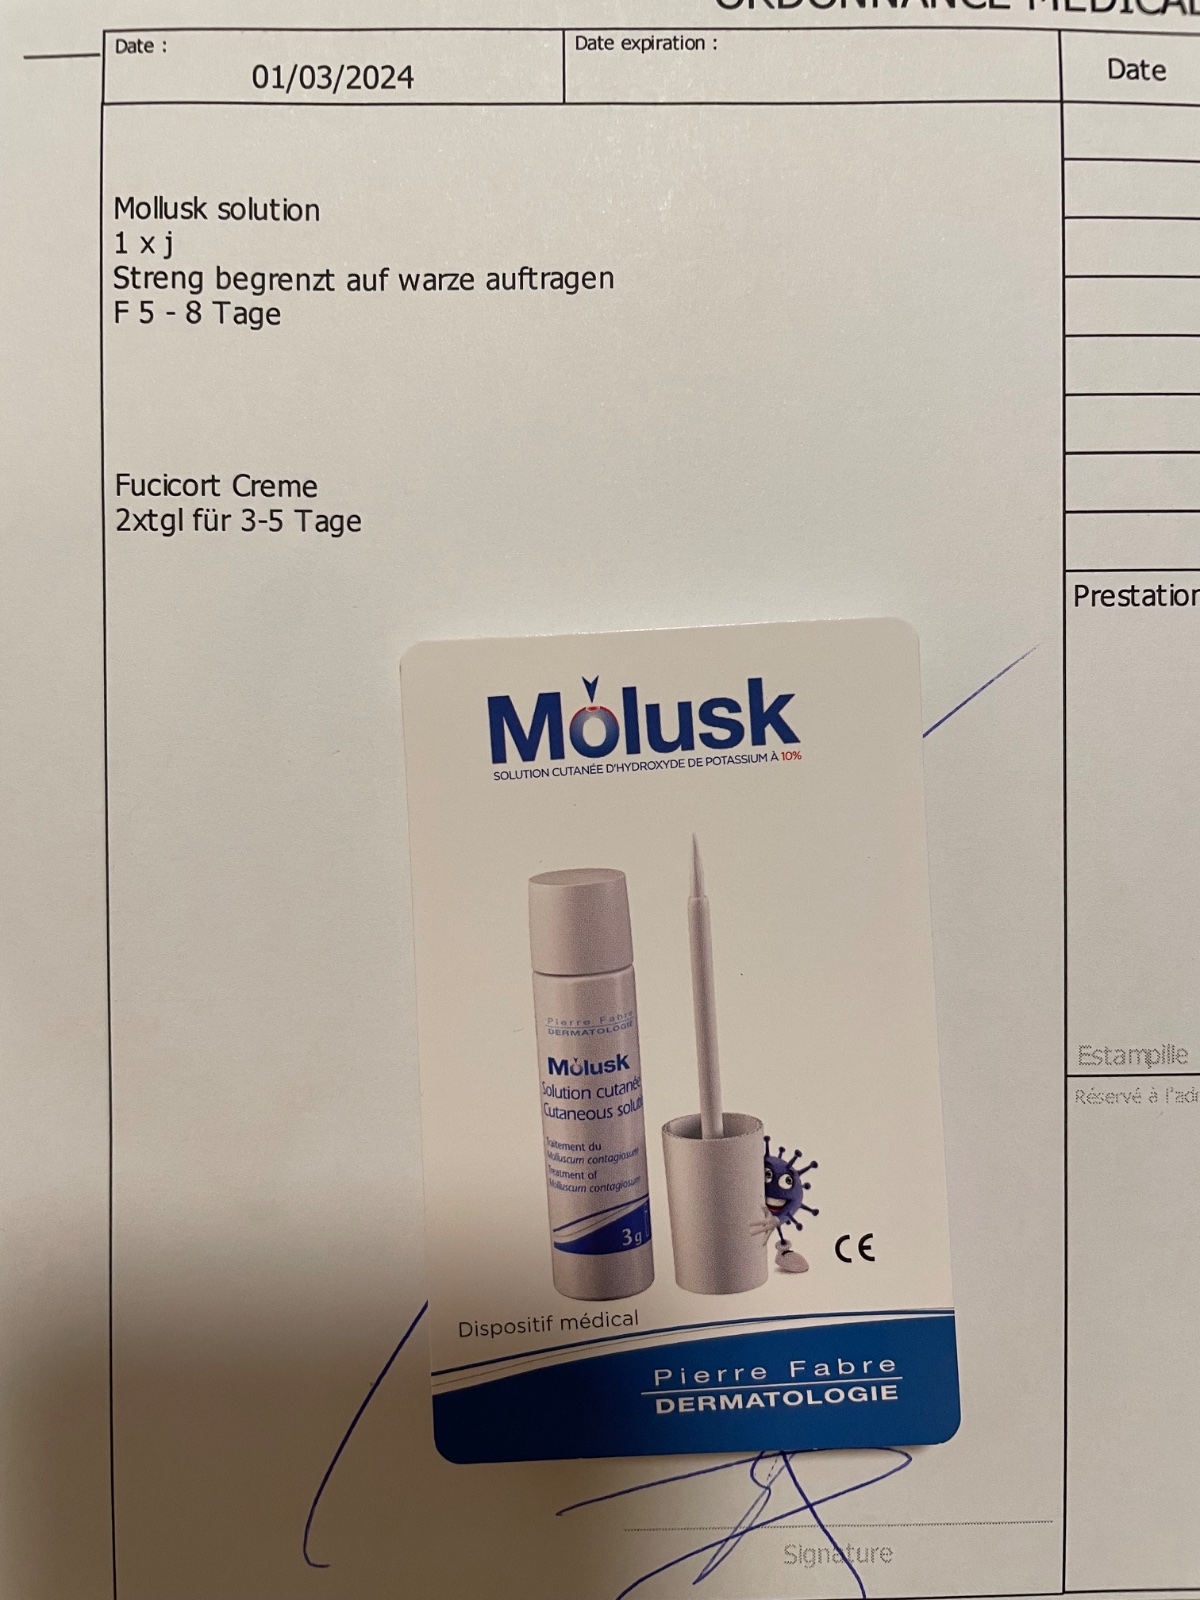 Date :
01/03/2024
Date expiration :
Date
Mollusk solution
1 x j
Streng begrenzt auf warze auftragen
F 5 - 8 Tage
Fucicort Creme
2xtgl für 3-5 Tage
Prestation
Molusk
SOLUTION CUTANÉE D'HYDROXYDE DE POTASSIUM À 10%
Pierre Fabre
DERMATOLOGIE
Molusk
Solution cutanée
Cutaneous solut
Traitement du
Molluscum contagiosum
Treatment of
Molluscum contagiosum
3g
CE
Dispositif médical
Pierre Fabre
DERMATOLOGIE
Estampille
Réservé à l'adm
Signature